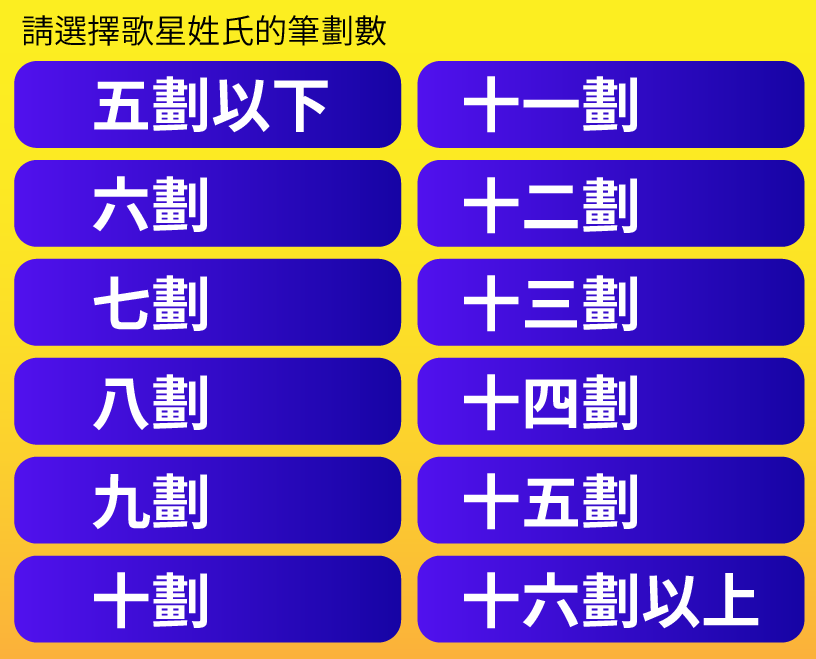 請選擇歌星姓氏的筆劃數
五劃以下
六劃
七劃
八劃
九劃
十劃
十一劃
十二劃
十三劃
十四劃
十五劃
十六劃以上